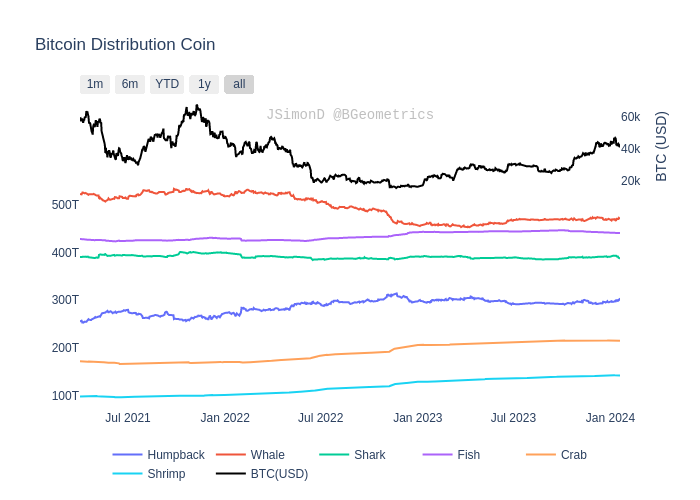 Bitcoin Distribution Coin
1m 6m YTD 1y all
JSimonD @BGeometrics
60k
40k
20k
BTC (USD)
500T
400T
300T
200T
100T
Jul 2021 Jan 2022 Jul 2022 Jan 2023 Jul 2023 Jan 2024
Humpback Whale Shark Fish Crab
Shrimp BTC(USD)